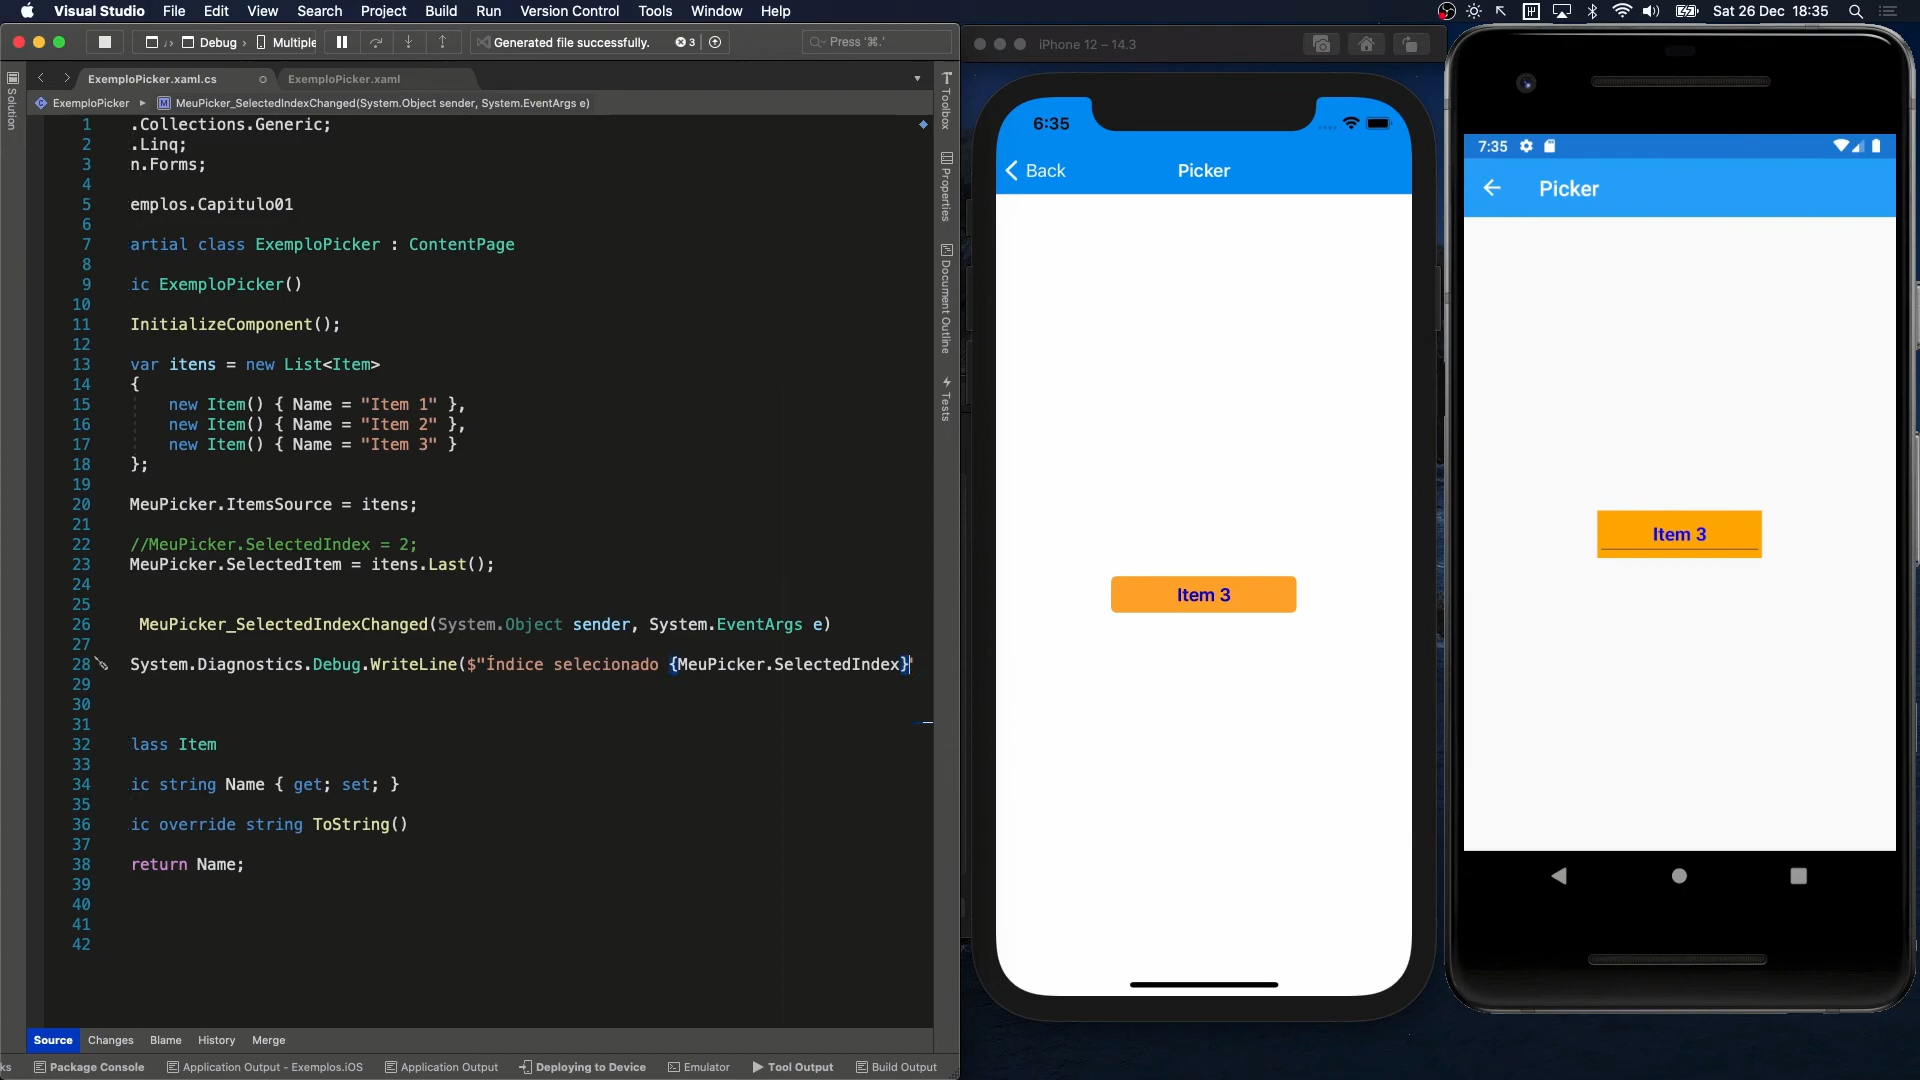 Visual Studio File Edit View Search Project Build Run Version Control Tools Window Help Sat 26 Dec 18:35
Debug › Multiple Generated file successfully. 3 Press '⌘.'
ExemploPicker.xaml.cs ExemploPicker.xaml
ExemploPicker ▸ MeuPicker_SelectedIndexChanged(System.Object sender, System.EventArgs e)
Solution
1 .Collections.Generic;
2 .Linq;
3 n.Forms;
4
5 emplos.Capitulo01
6
7 artial class ExemploPicker : ContentPage
8
9 ic ExemploPicker()
10
11 InitializeComponent();
12
13 var itens = new List<Item>
14 {
15 new Item() { Name = "Item 1" },
16 new Item() { Name = "Item 2" },
17 new Item() { Name = "Item 3" }
18 };
19
20 MeuPicker.ItemsSource = itens;
21
22 //MeuPicker.SelectedIndex = 2;
23 MeuPicker.SelectedItem = itens.Last();
24
25
26 MeuPicker_SelectedIndexChanged(System.Object sender, System.EventArgs e)
27
28 System.Diagnostics.Debug.WriteLine($"Índice selecionado {MeuPicker.SelectedIndex}"
29
30
31
32 lass Item
33
34 ic string Name { get; set; }
35
36 ic override string ToString()
37
38 return Name;
39
40
41
42
Toolbox
Properties
Document Outline
Tests
Source Changes Blame History Merge
ks Package Console Application Output - Exemplos.iOS Application Output Deploying to Device Emulator Tool Output Build Output
iPhone 12 – 14.3
6:35
Back Picker
Item 3
7:35
Picker
Item 3